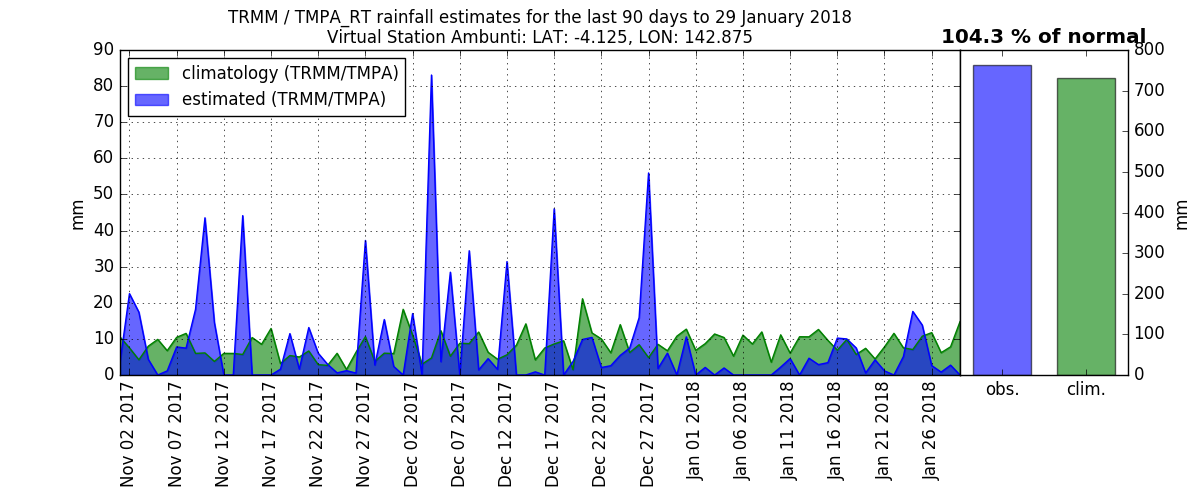 TRMM / TMPA_RT rainfall estimates for the last 90 days to 29 January 2018
Virtual Station Ambunti: LAT: -4.125, LON: 142.875
104.3 % of normal
climatology (TRMM/TMPA)
estimated (TRMM/TMPA)
90
80
70
60
50
40
30
20
10
0
mm
Nov 02 2017
Nov 07 2017
Nov 12 2017
Nov 17 2017
Nov 22 2017
Nov 27 2017
Dec 02 2017
Dec 07 2017
Dec 12 2017
Dec 17 2017
Dec 22 2017
Dec 27 2017
Jan 01 2018
Jan 06 2018
Jan 11 2018
Jan 16 2018
Jan 21 2018
Jan 26 2018
obs.
clim.
800
700
600
500
400
300
200
100
0
mm